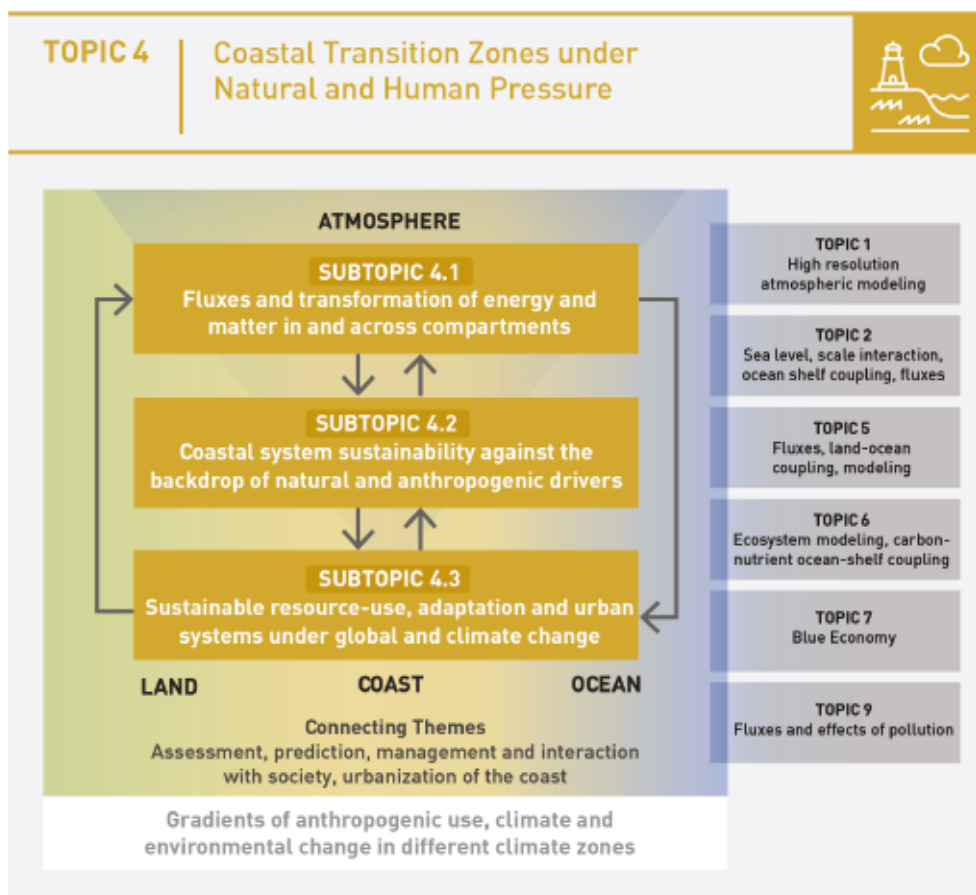 TOPIC 4
Coastal Transition Zones under
Natural and Human Pressure
ATMOSPHERE
SUBTOPIC 4.1
Fluxes and transformation of energy and
matter in and across compartments
SUBTOPIC 4.2
Coastal system sustainability against the
backdrop of natural and anthropogenic drivers
SUBTOPIC 4.3
Sustainable resource-use, adaptation and urban
systems under global and climate change
LAND
COAST
OCEAN
Connecting Themes
Assessment, prediction, management and interaction
with society, urbanization of the coast
Gradients of anthropogenic use, climate and
environmental change in different climate zones
TOPIC 1
High resolution
atmospheric modeling
TOPIC 2
Sea level, scale interaction,
ocean shelf coupling, fluxes
TOPIC 5
Fluxes, land-ocean
coupling, modeling
TOPIC 6
Ecosystem modeling, carbon-
nutrient ocean-shelf coupling
TOPIC 7
Blue Economy
TOPIC 9
Fluxes and effects of pollution